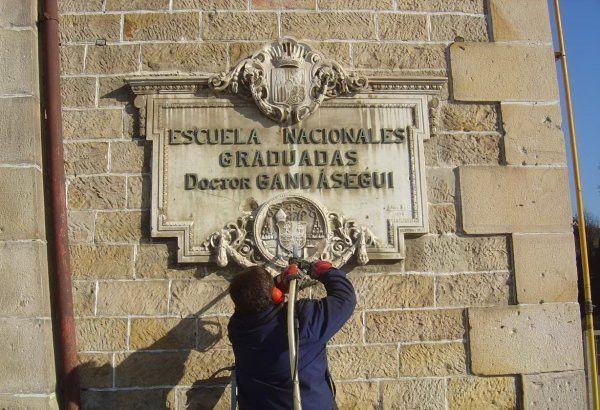 ESCUELA NACIONALES
GRADUADAS
DOCTOR GANDÁSEGUI